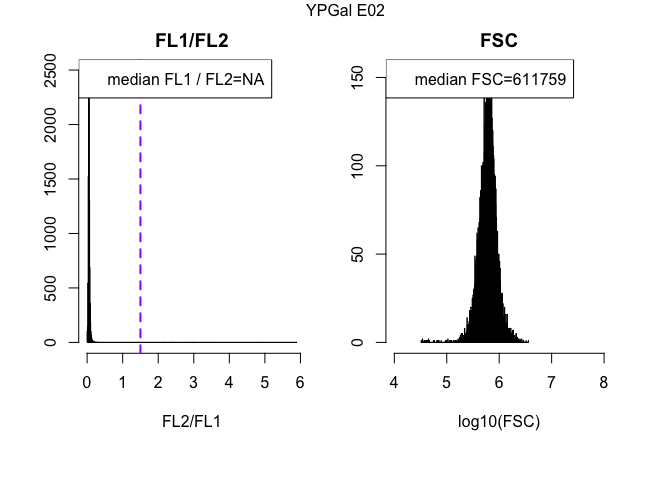 YPGal E02
FL1/FL2
median FL1 / FL2=NA
0
500
1000
1500
2000
2500
0 1 2 3 4 5 6
FL2/FL1
FSC
median FSC=611759
0
50
100
150
4 5 6 7 8
log10(FSC)